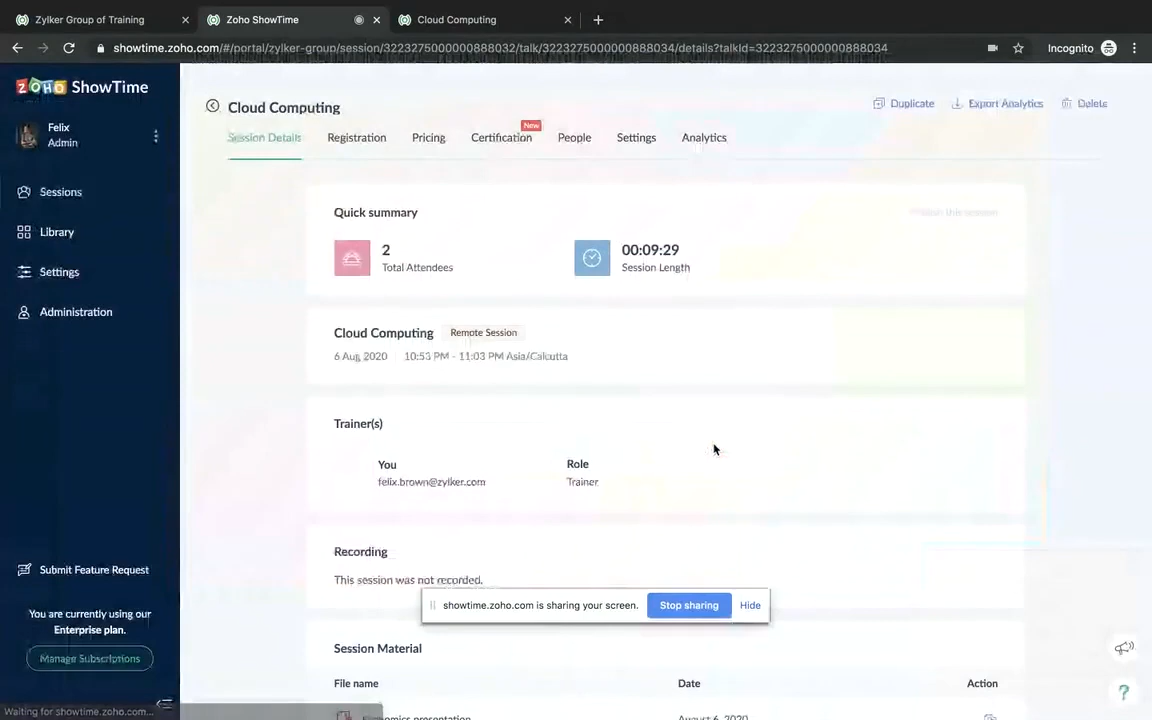 Zylker Group of Training
Zoho ShowTime
Cloud Computing
showtime.zoho.com/#/portal/zylker-group/session/3223275000000888032/talk/3223275000000888034/details?talkId=3223275000000888034
Incognito
ZOHO ShowTime
Felix
Admin
Sessions
Library
Settings
Administration
Submit Feature Request
You are currently using our
Enterprise plan.
Manage Subscriptions
Waiting for showtime.zoho.com...
Cloud Computing
Duplicate
Export Analytics
Delete
Session Details
Registration
Pricing
Certification
New
People
Settings
Analytics
Quick summary
this session
2
Total Attendees
00:09:29
Session Length
Cloud Computing
Remote Session
6 Aug, 2020
10:53 PM - 11:03 PM Asia/Calcutta
Trainer(s)
You
felix.brown@zylker.com
Role
Trainer
Recording
This session was not recorded.
showtime.zoho.com is sharing your screen.
Stop sharing
Hide
Session Material
File name
Date
Action
presentation
August 6, 2020
?